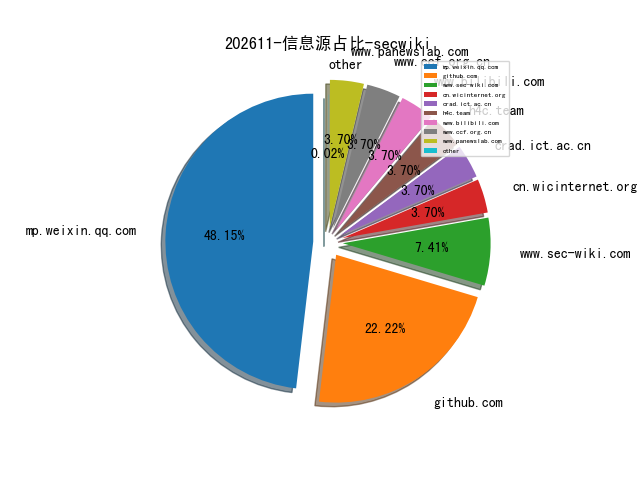 202611-信息源占比-secwiki
www.panewslab.com
other
www.ccf.org.cn
www.bilibili.com
h4c.team
crad.ict.ac.cn
cn.wicinternet.org
www.sec-wiki.com
github.com
mp.weixin.qq.com
48.15%
22.22%
7.41%
3.70%
3.70%
3.70%
3.70%
3.70%
3.70%
0.02%
mp.weixin.qq.com
github.com
www.sec-wiki.com
cn.wicinternet.org
crad.ict.ac.cn
h4c.team
www.bilibili.com
www.ccf.org.cn
www.panewslab.com
other